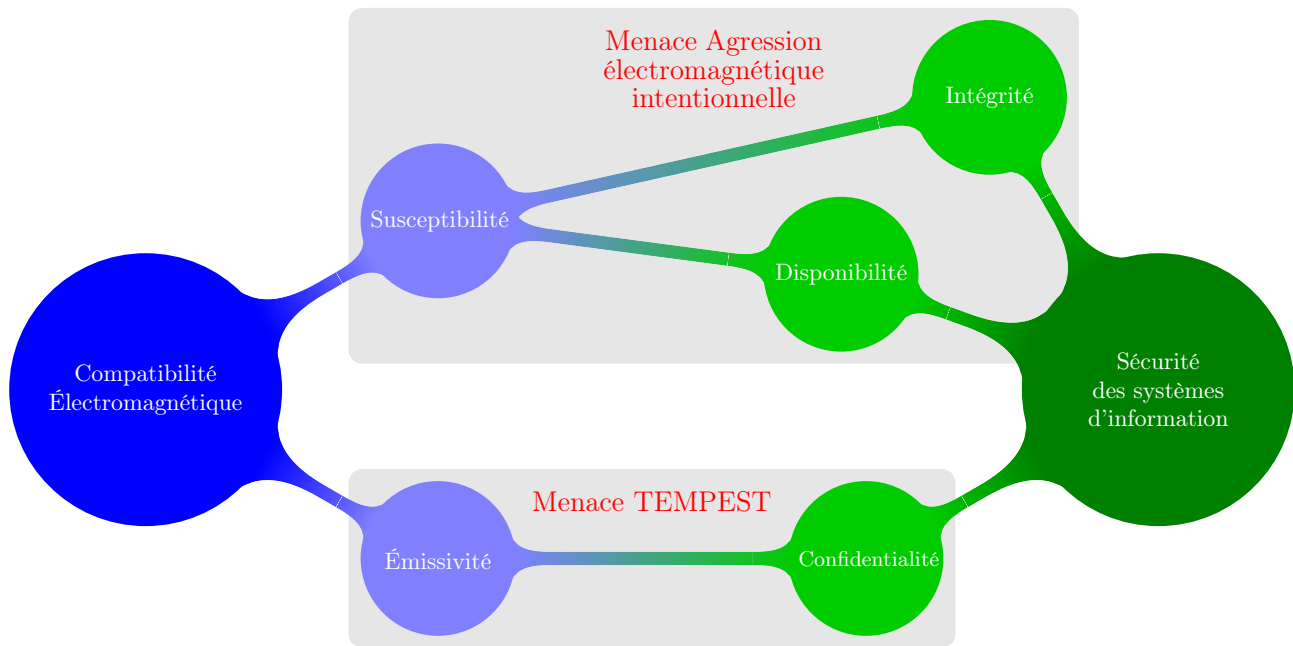 Menace Agression
électromagnétique
intentionnelle
Intégrité
Susceptibilité
Disponibilité
Compatibilité
Électromagnétique
Sécurité
des systèmes
d'information
Menace TEMPEST
Émissivité
Confidentialité